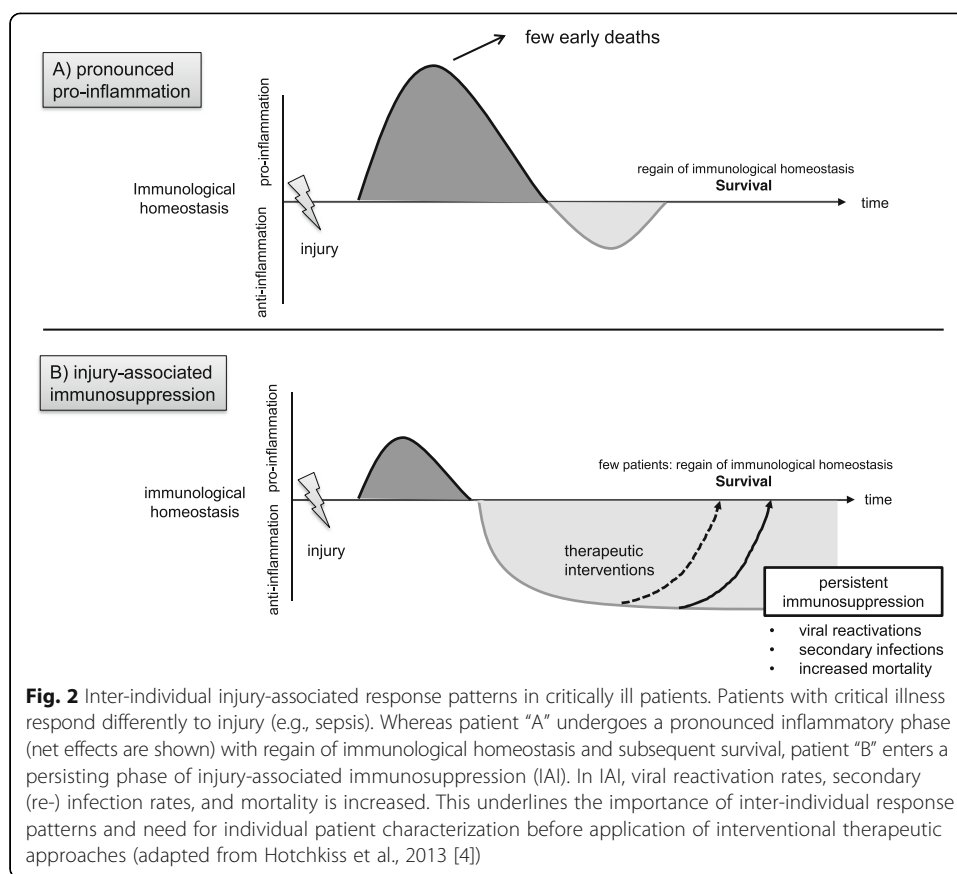 few early deaths
A) pronounced
pro-inflammation
pro-inflammation
anti-inflammation
Immunological
homeostasis
injury
regain of immunological homeostasis
Survival
time
B) injury-associated
immunosuppression
pro-inflammation
anti-inflammation
immunological
homeostasis
injury
few patients: regain of immunological homeostasis
Survival
time
therapeutic
interventions
persistent
immunosuppression
• viral reactivations
• secondary infections
• increased mortality
Fig. 2 Inter-individual injury-associated response patterns in critically ill patients. Patients with critical illness
respond differently to injury (e.g., sepsis). Whereas patient “A” undergoes a pronounced inflammatory phase
(net effects are shown) with regain of immunological homeostasis and subsequent survival, patient “B” enters a
persisting phase of injury-associated immunosuppression (IAI). In IAI, viral reactivation rates, secondary
(re-) infection rates, and mortality is increased. This underlines the importance of inter-individual response
patterns and need for individual patient characterization before application of interventional therapeutic
approaches (adapted from Hotchkiss et al., 2013 [4])